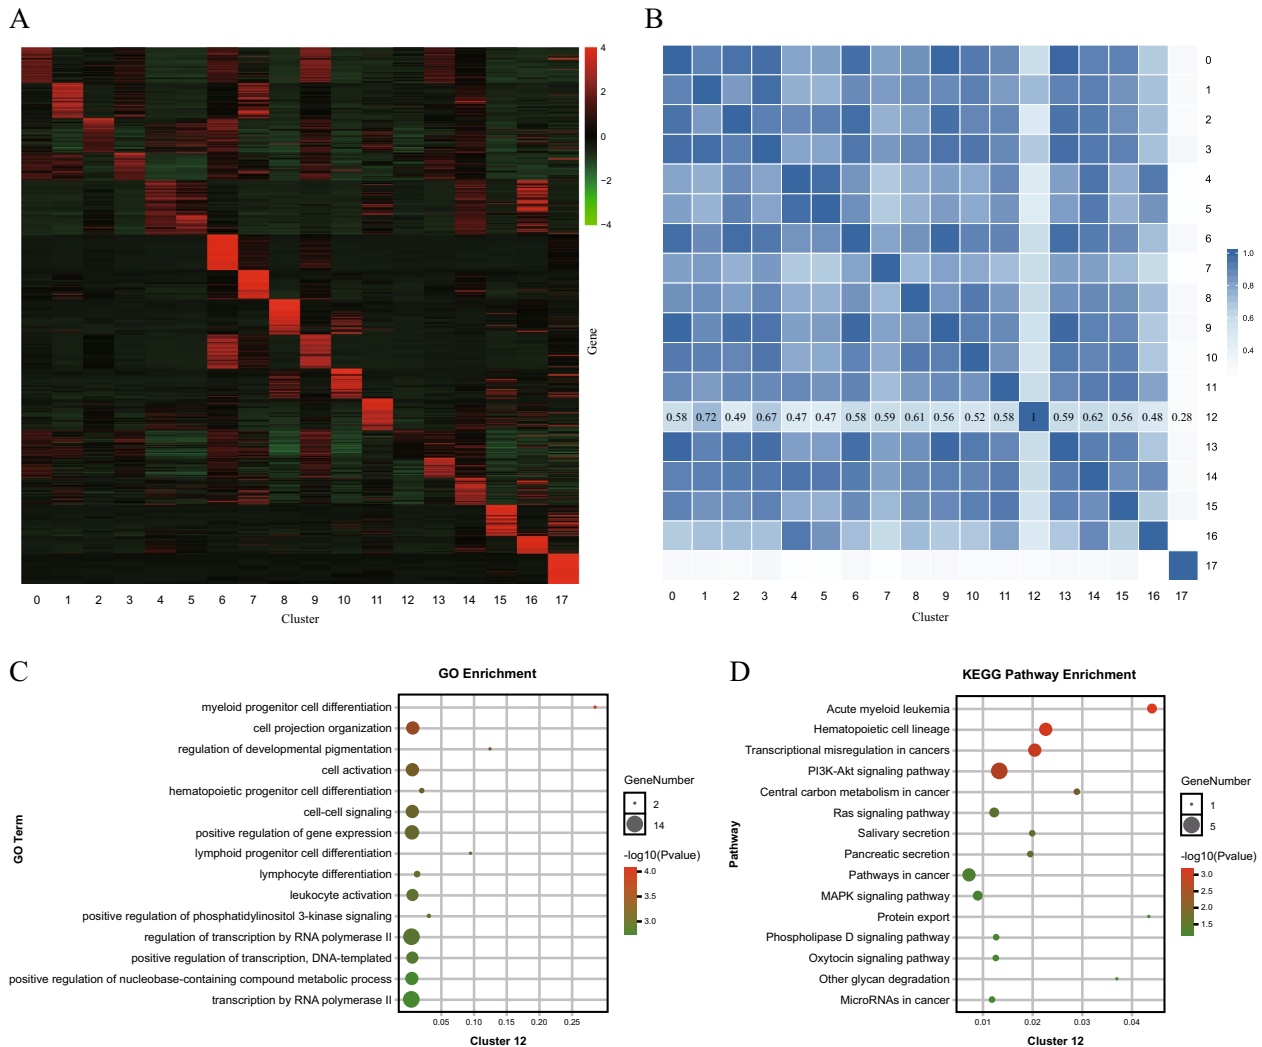 A
B
4
2
0
−2
−4
Gene
0 1 2 3 4 5 6 7 8 9 10 11 12 13 14 15 16 17
Cluster
0
1
2
3
4
5
6
7
8
9
10
11
12
13
14
15
16
17
0.58 0.72 0.49 0.67 0.47 0.47 0.58 0.59 0.61 0.56 0.52 0.58 1 0.59 0.62 0.56 0.48 0.28
0 1 2 3 4 5 6 7 8 9 10 11 12 13 14 15 16 17
Cluster
1.0
0.8
0.6
0.4
C
GO Enrichment
GO Term
myeloid progenitor cell differentiation
cell projection organization
regulation of developmental pigmentation
cell activation
hematopoietic progenitor cell differentiation
cell-cell signaling
positive regulation of gene expression
lymphoid progenitor cell differentiation
lymphocyte differentiation
leukocyte activation
positive regulation of phosphatidylinositol 3-kinase signaling
regulation of transcription by RNA polymerase II
positive regulation of transcription, DNA-templated
positive regulation of nucleobase-containing compound metabolic process
transcription by RNA polymerase II
0.05 0.10 0.15 0.20 0.25
Cluster 12
GeneNumber
2
14
-log10(Pvalue)
4.0
3.5
3.0
D
KEGG Pathway Enrichment
Pathway
Acute myeloid leukemia
Hematopoietic cell lineage
Transcriptional misregulation in cancers
PI3K-Akt signaling pathway
Central carbon metabolism in cancer
Ras signaling pathway
Salivary secretion
Pancreatic secretion
Pathways in cancer
MAPK signaling pathway
Protein export
Phospholipase D signaling pathway
Oxytocin signaling pathway
Other glycan degradation
MicroRNAs in cancer
0.01 0.02 0.03 0.04
Cluster 12
GeneNumber
1
5
-log10(Pvalue)
3.0
2.5
2.0
1.5